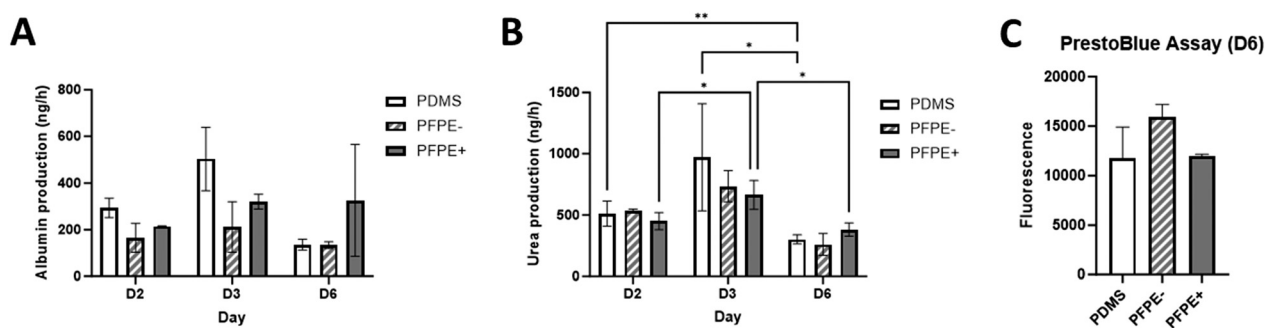 A
Albumin production (ng/h)
800
600
400
200
0
D2
D3
D6
Day
PDMS
PFPE-
PFPE+
B
Urea production (ng/h)
1500
1000
500
0
**
*
*
*
D2
D3
D6
Day
PDMS
PFPE-
PFPE+
C
PrestoBlue Assay (D6)
Fluorescence
20000
15000
10000
5000
0
PDMS
PFPE-
PFPE+